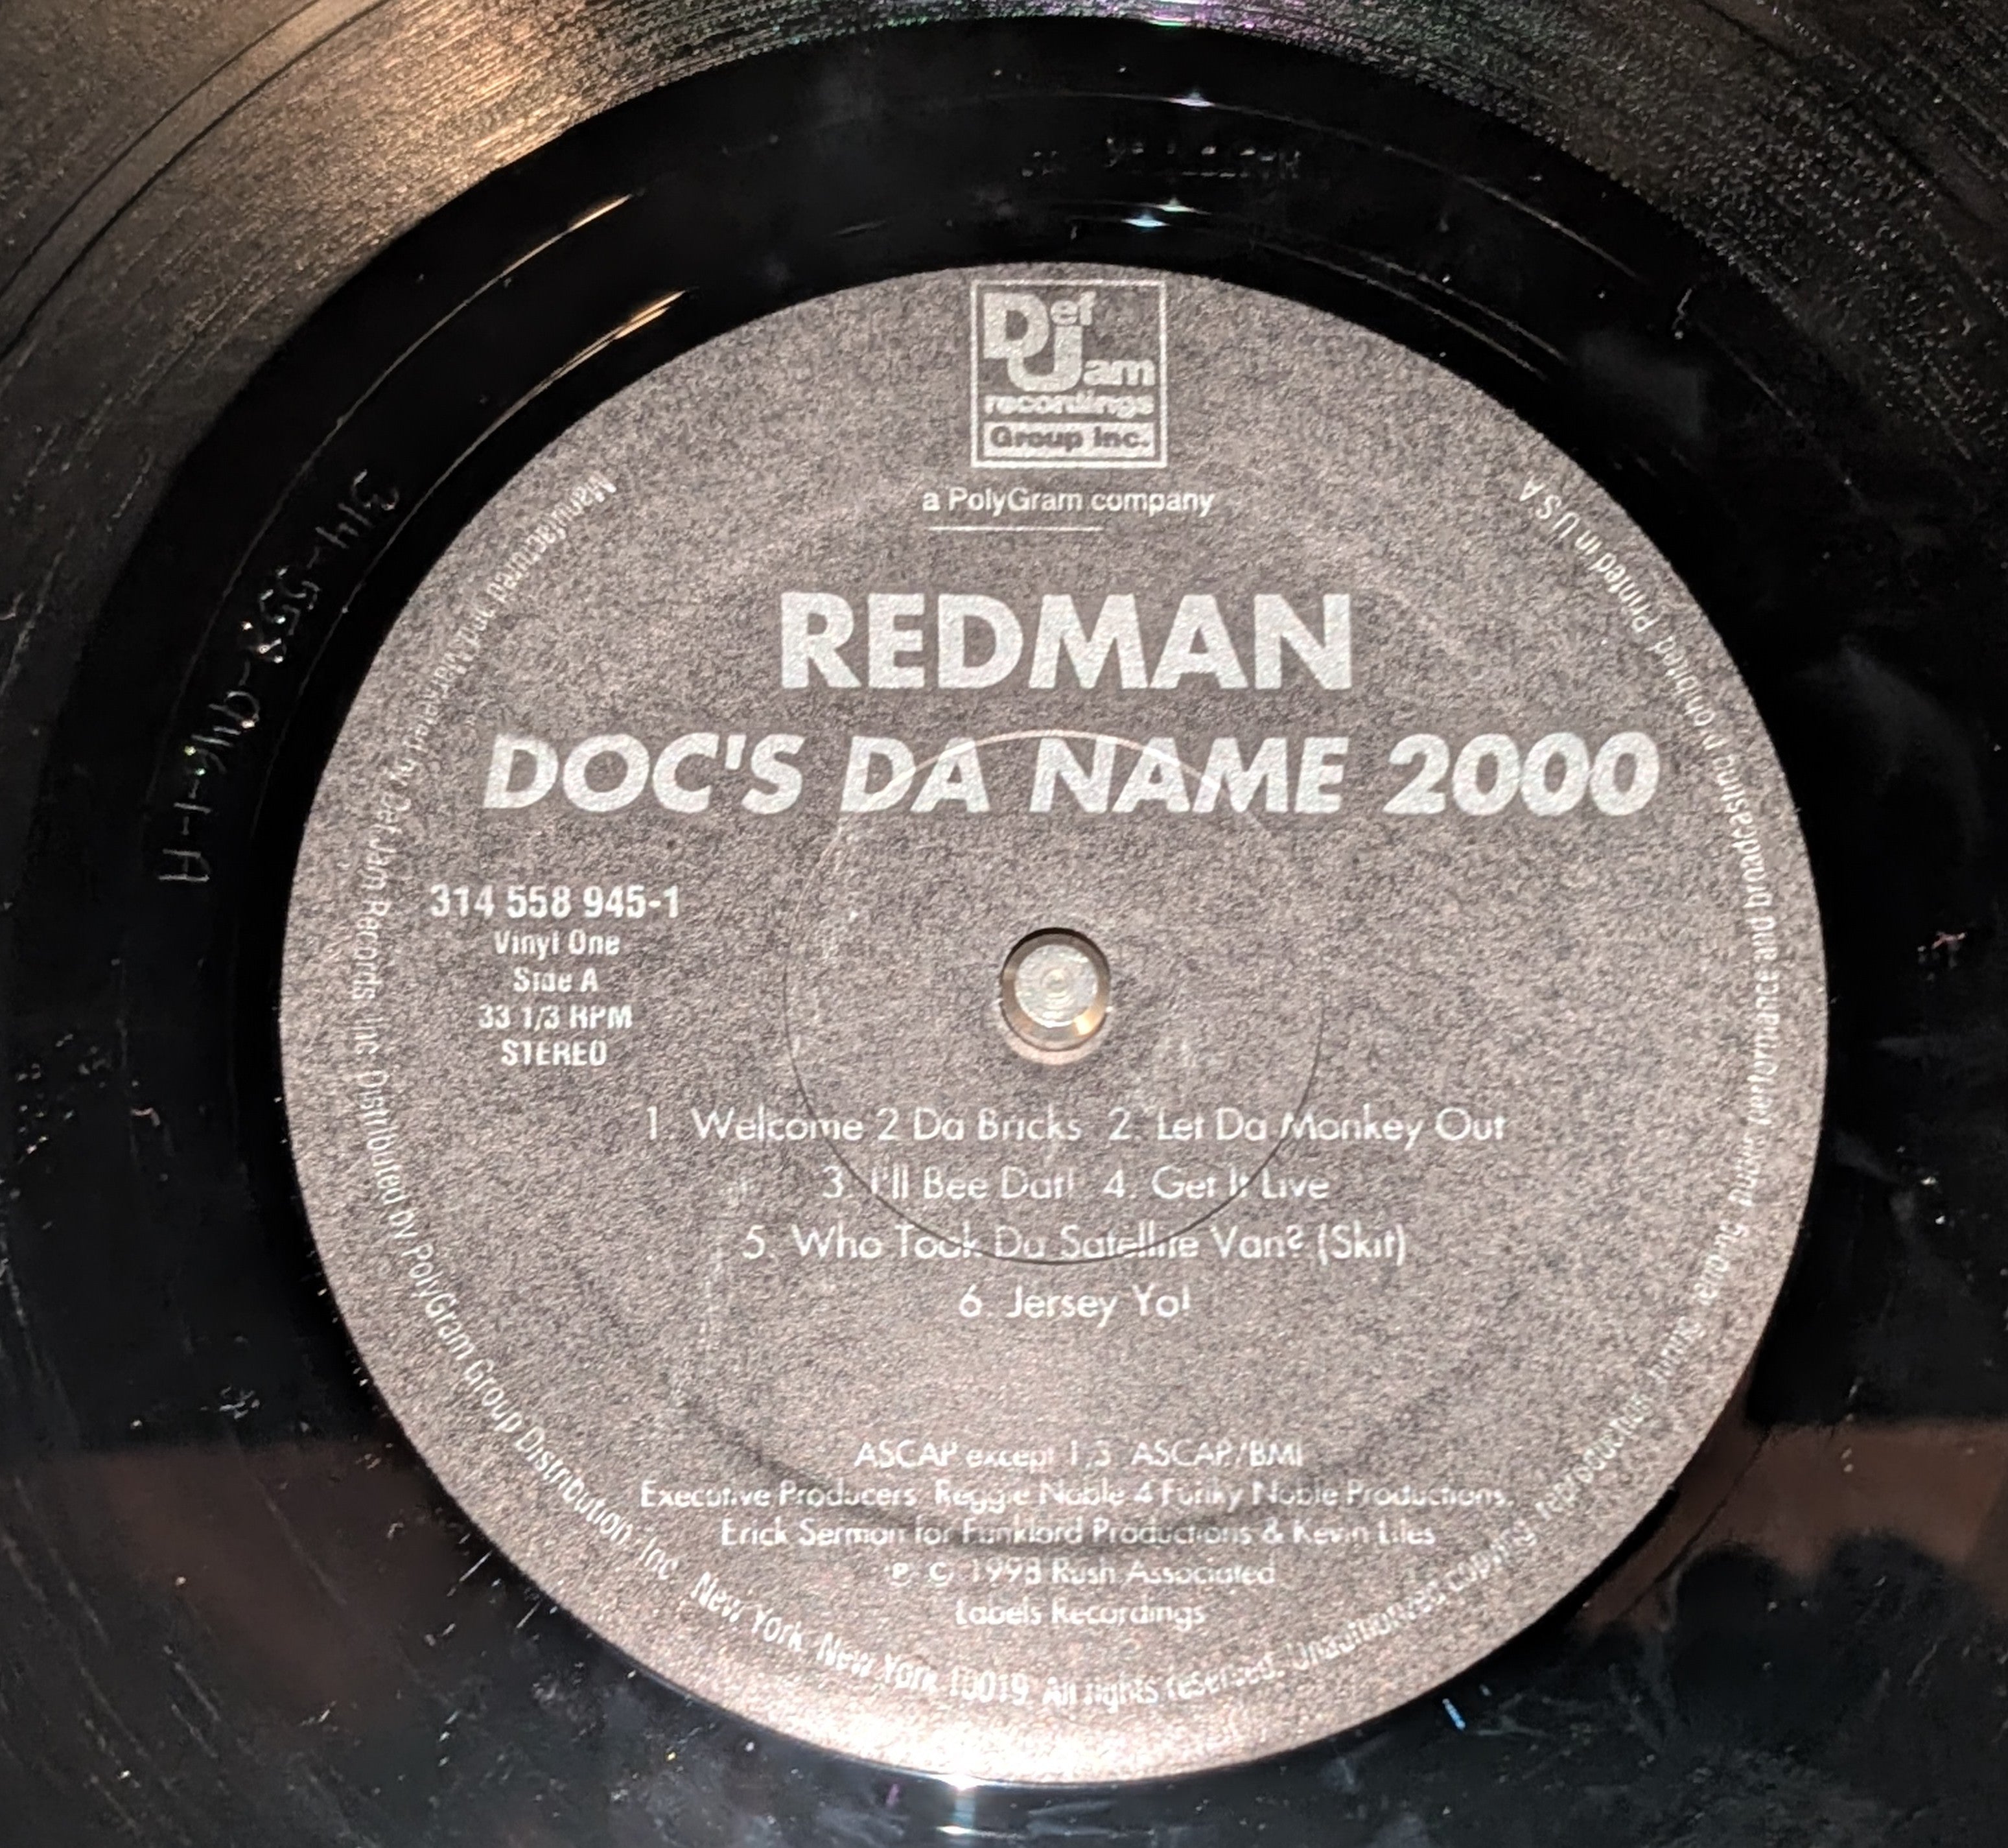 Def Jam
recordings
Group Inc.
a PolyGram company
REDMAN
DOC'S DA NAME 2000
314 558 945-1
Vinyl One
Side A
33 1/3 RPM
STEREO
1. Welcome 2 Da Bricks 2. Let Da Monkey Out
3. I'll Bee Dat! 4. Get It Live
5. Who Took Da Satellite Van? (Skit)
6. Jersey Yo!
ASCAP except 1,3 ASCAP/BMI
Executive Producers: Reggie Noble 4 Funky Noble Productions.
Erick Sermon for Funklord Productions & Kevin Liles
℗ © 1998 Rush Associated
Labels Recordings
Manufactured and Marketed by Def Jam Records, Inc. Distributed by PolyGram Group Distribution, Inc. New York, New York 10019. All rights reserved. Unauthorized copying, reproduction, hiring, lending, public performance and broadcasting prohibited. Printed in USA
314-558-946-1-A